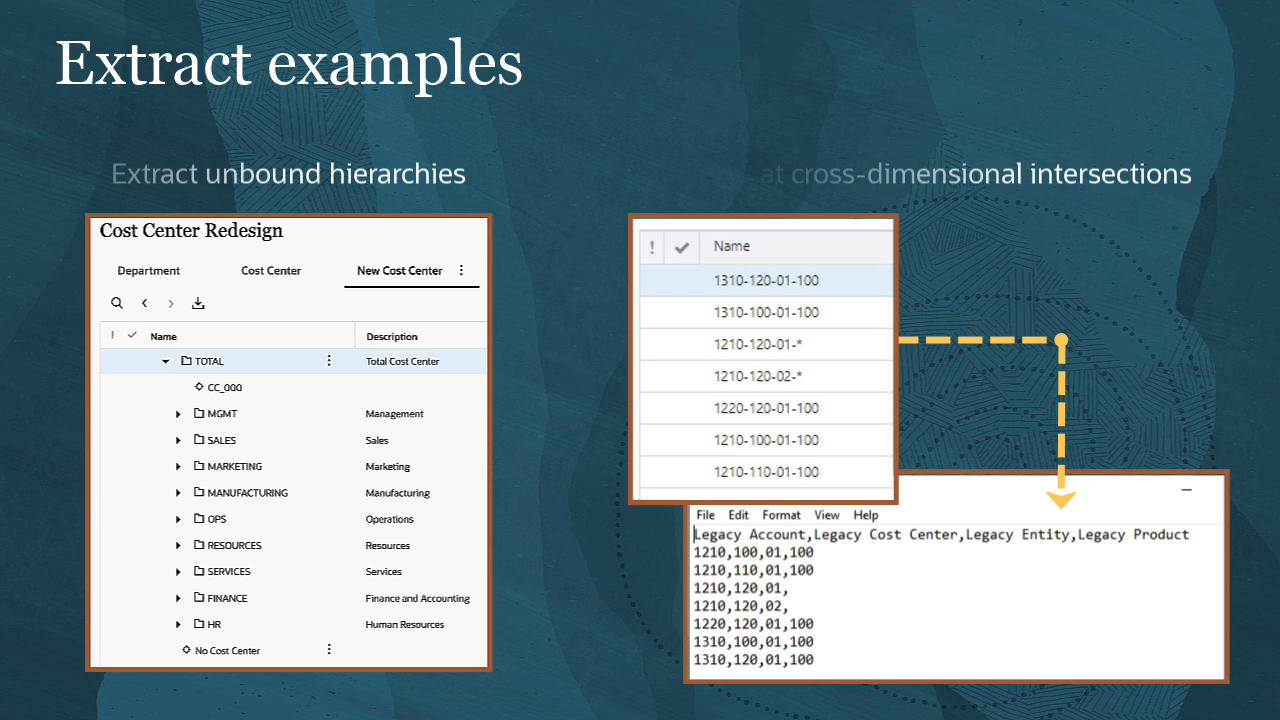 Extract examples
Extract unbound hierarchies
at cross-dimensional intersections
Cost Center Redesign
Department Cost Center New Cost Center
! Name Description
TOTAL Total Cost Center
CC_000
MGMT Management
SALES Sales
MARKETING Marketing
MANUFACTURING Manufacturing
OPS Operations
RESOURCES Resources
SERVICES Services
FINANCE Finance and Accounting
HR Human Resources
No Cost Center
! Name
1310-120-01-100
1310-100-01-100
1210-120-01-*
1210-120-02-*
1220-120-01-100
1210-100-01-100
1210-110-01-100
File Edit Format View Help
Legacy Account,Legacy Cost Center,Legacy Entity,Legacy Product
1210,100,01,100
1210,110,01,100
1210,120,01,
1210,120,02,
1220,120,01,100
1310,100,01,100
1310,120,01,100